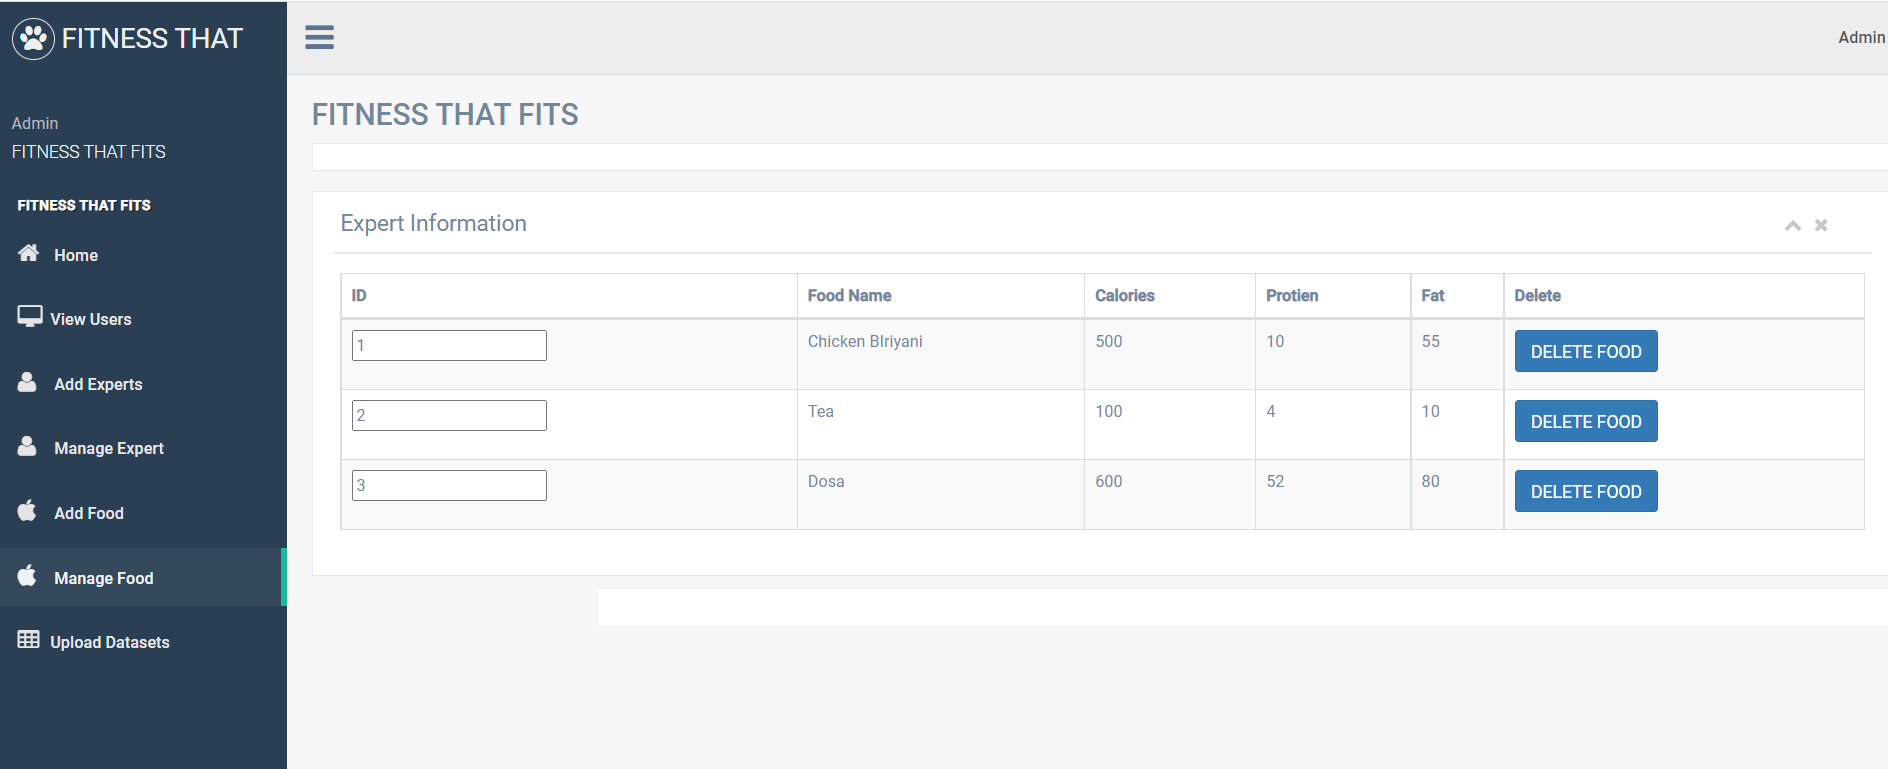 FITNESS THAT
Admin
Admin
FITNESS THAT FITS
FITNESS THAT FITS
Home
View Users
Add Experts
Manage Expert
Add Food
Manage Food
Upload Datasets
FITNESS THAT FITS
Expert Information
ID Food Name Calories Protien Fat Delete
1 Chicken BIriyani 500 10 55 DELETE FOOD
2 Tea 100 4 10 DELETE FOOD
3 Dosa 600 52 80 DELETE FOOD